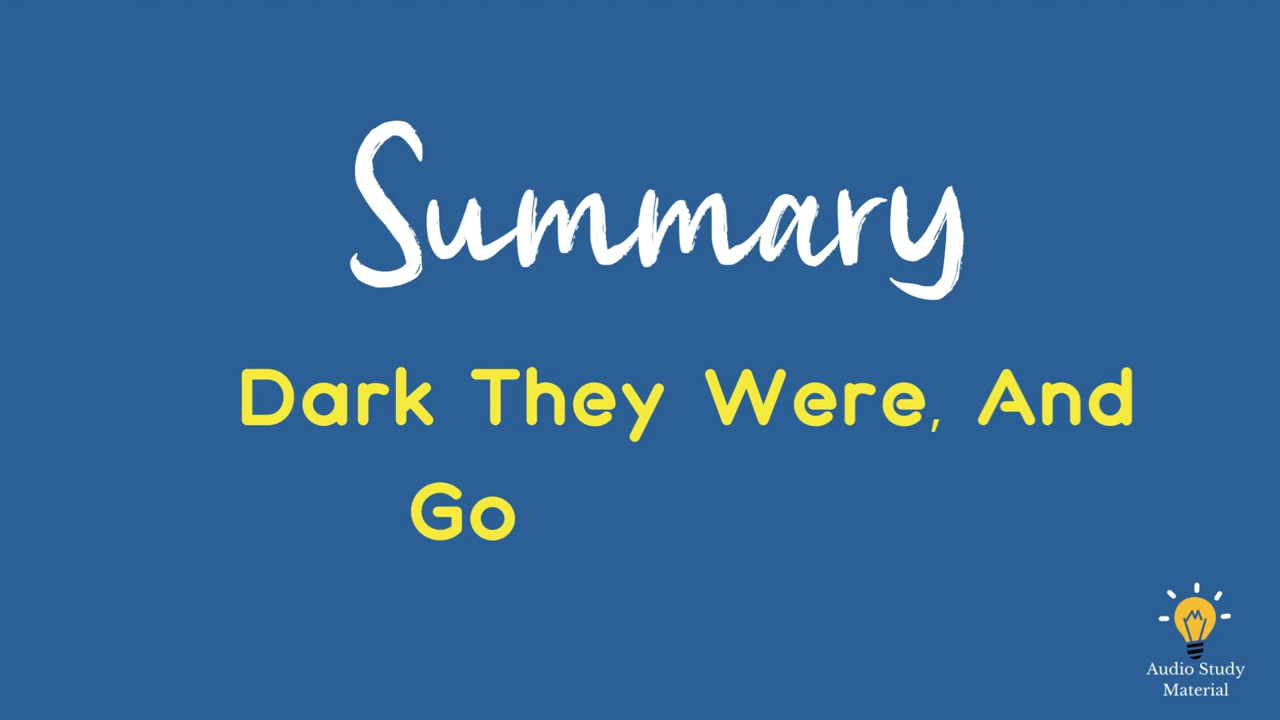 Summary
Dark They Were, And
Go
Audio Study
Material